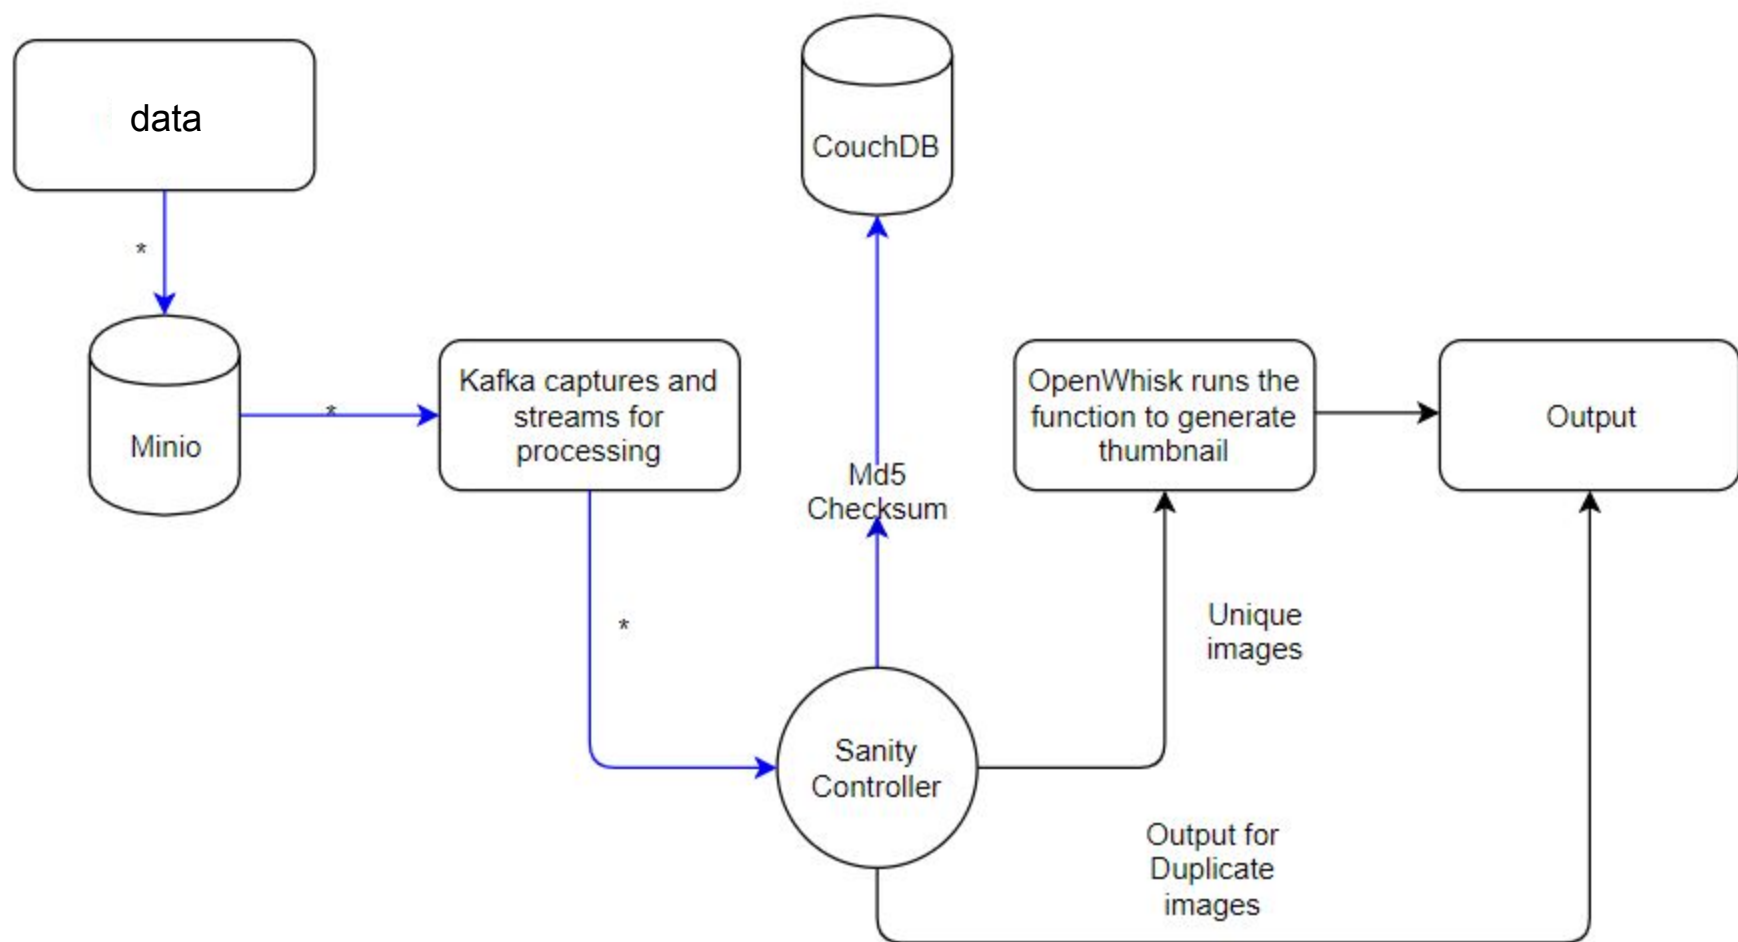 data
CouchDB
*
Minio
*
Kafka captures and
streams for
processing
OpenWhisk runs the
function to generate
thumbnail
Output
Md5
Checksum
*
Unique
images
Sanity
Controller
Output for
Duplicate
images